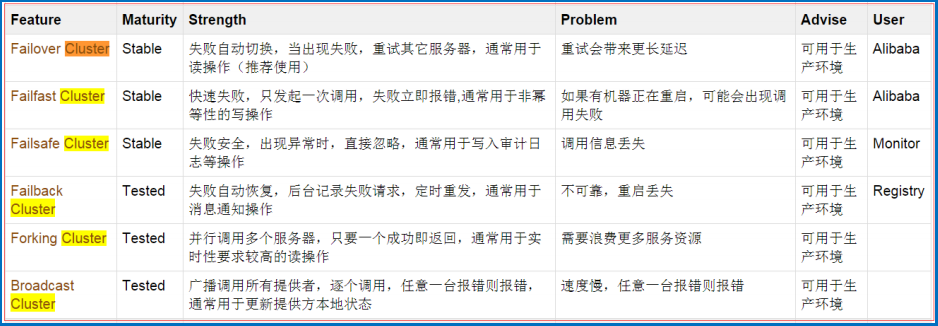 Feature Maturity Strength Problem Advise User
Failover Cluster Stable 失败自动切换，当出现失败，重试其它服务器，通常用于 重试会带来更长延迟 可用于生 Alibaba
读操作（推荐使用） 产环境
Failfast Cluster Stable 快速失败，只发起一次调用，失败立即报错,通常用于非幂 如果有机器正在重启，可能会出现调 可用于生 Alibaba
等性的写操作 用失败 产环境
Failsafe Cluster Stable 失败安全，出现异常时，直接忽略，通常用于写入审计日 调用信息丢失 可用于生 Monitor
志等操作 产环境
Failback Tested 失败自动恢复，后台记录失败请求，定时重发，通常用于 不可靠，重启丢失 可用于生 Registry
Cluster 消息通知操作 产环境
Forking Cluster Tested 并行调用多个服务器，只要一个成功即返回，通常用于实 需要浪费更多服务资源 可用于生
时性要求较高的读操作 产环境
Broadcast Tested 广播调用所有提供者，逐个调用，任意一台报错则报错， 速度慢，任意一台报错则报错 可用于生
Cluster 通常用于更新提供方本地状态 产环境